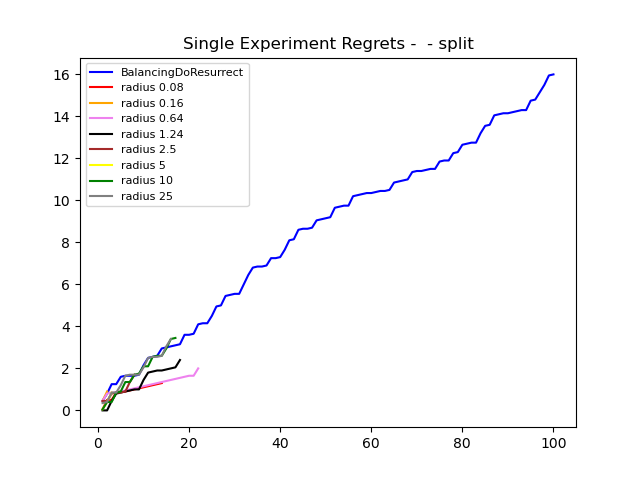 Single Experiment Regrets -  - split
16
14
12
10
8
6
4
2
0
BalancingDoResurrect
radius 0.08
radius 0.16
radius 0.64
radius 1.24
radius 2.5
radius 5
radius 10
radius 25
0 20 40 60 80 100